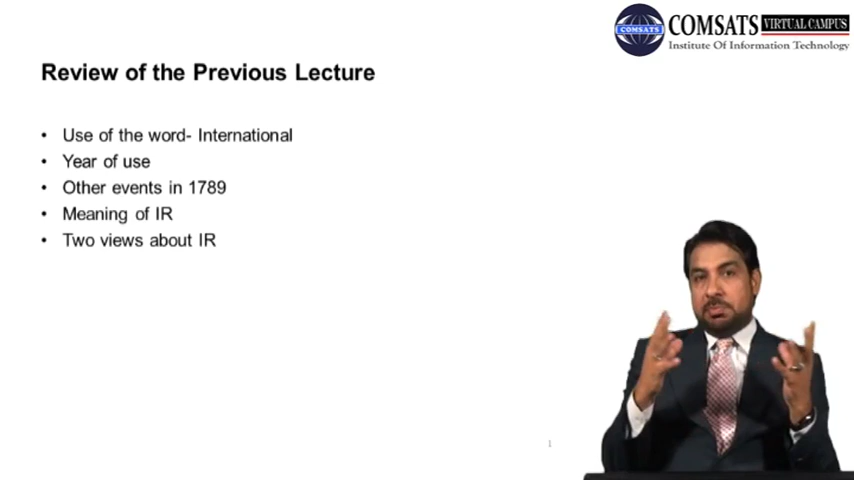 COMSATS VIRTUAL CAMPUS
COMSATS
Institute Of Information Technology
Review of the Previous Lecture
• Use of the word- International
• Year of use
• Other events in 1789
• Meaning of IR
• Two views about IR
1